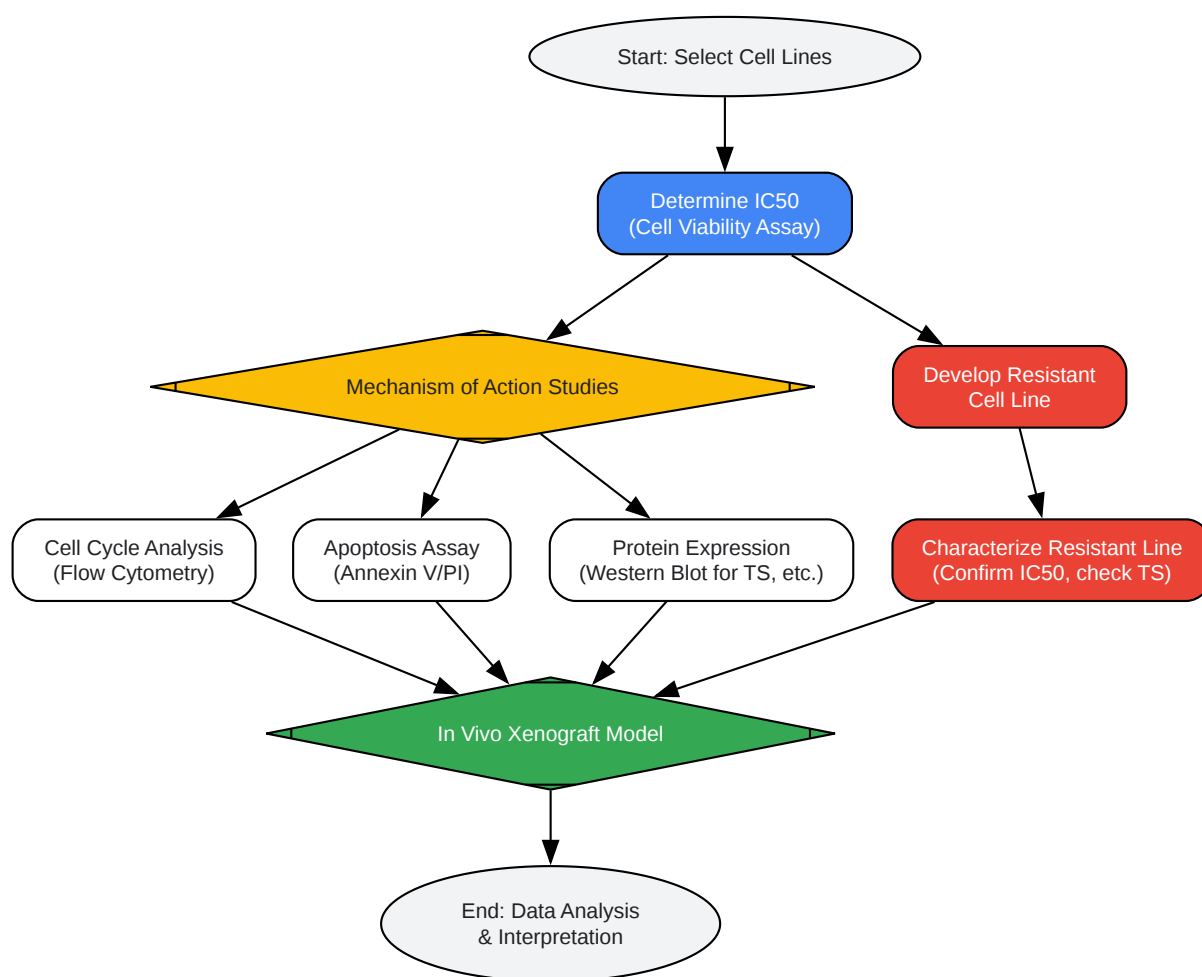 Start: Select Cell Lines
Determine IC50
(Cell Viability Assay)
Mechanism of Action Studies
Develop Resistant
Cell Line
Cell Cycle Analysis
(Flow Cytometry)
Apoptosis Assay
(Annexin V/PI)
Protein Expression
(Western Blot for TS, etc.)
Characterize Resistant Line
(Confirm IC50, check TS)
In Vivo Xenograft Model
End: Data Analysis
& Interpretation